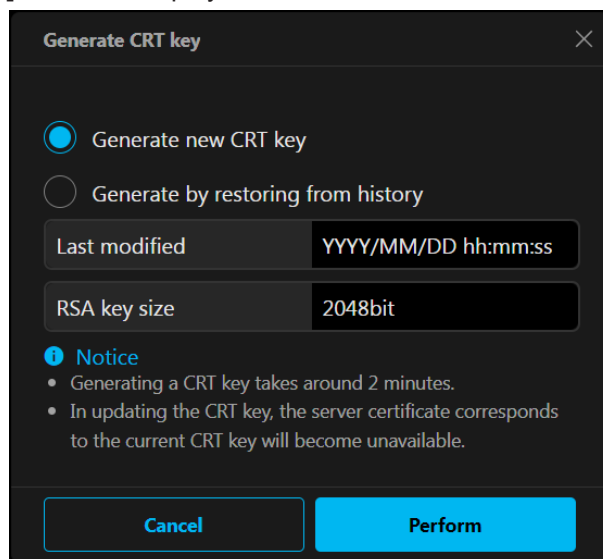 Generate CRT key
Generate new CRT key
Generate by restoring from history
Last modified YYYY/MM/DD hh:mm:ss
RSA key size 2048bit
Notice
• Generating a CRT key takes around 2 minutes.
• In updating the CRT key, the server certificate corresponds
to the current CRT key will become unavailable.
Cancel Perform